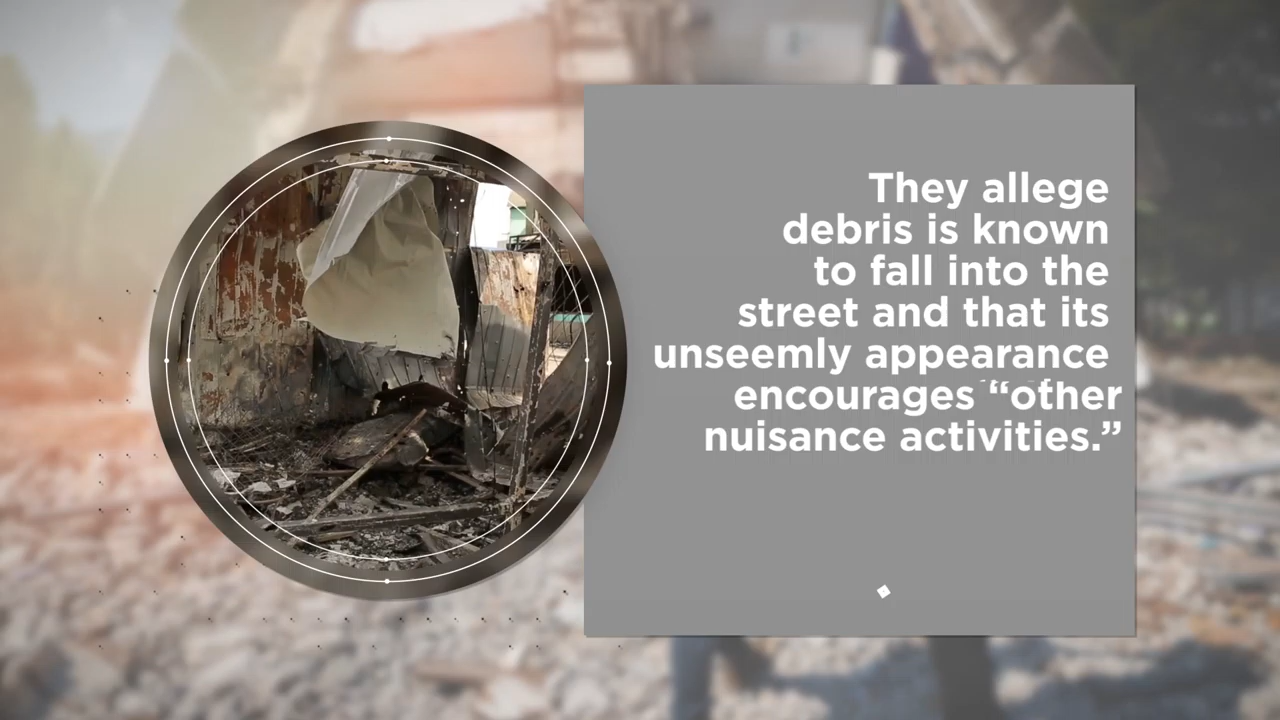 They allege
debris is known
to fall into the
street and that its
unseemly appearance
encourages “other
nuisance activities.”